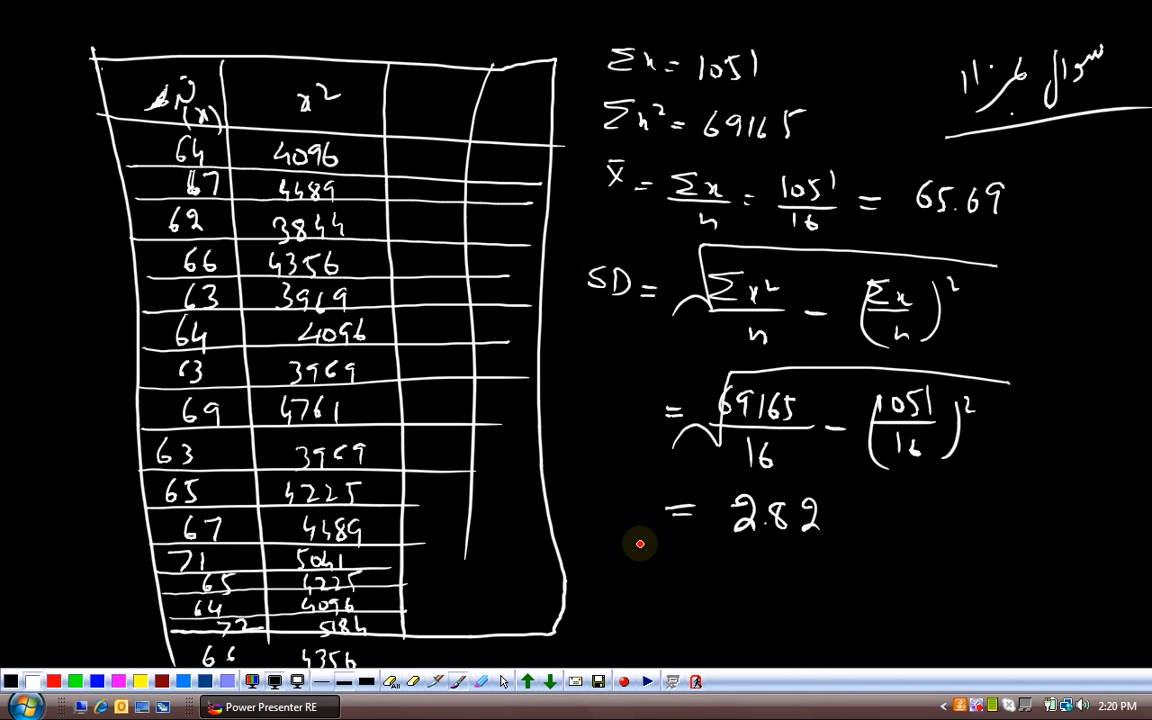 سوال نمبر 11
(x)
x²
64 4096
67 4489
62 3844
66 4356
63 3969
64 4096
63 3969
69 4761
63 3969
65 4225
67 4489
71 5041
65 4225
64 4096
72 5184
66 4356
Σx = 1051
Σx² = 69165
X̄ = Σx/n = 1051/16 = 65.69
SD = √(Σx²/n - (Σx/n)²)
= √(69165/16 - (1051/16)²)
= 2.82
All
Power Presenter RE
2:20 PM